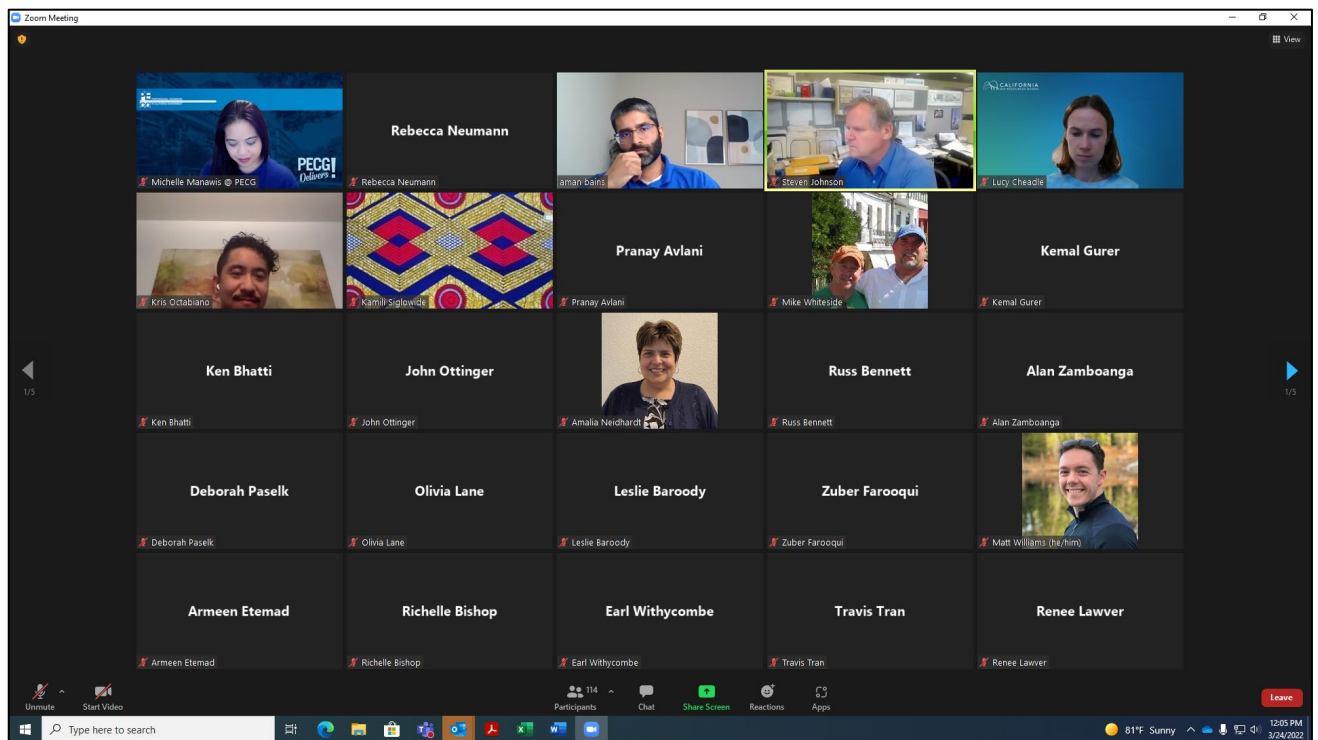 Zoom Meeting
View
PECG!
Delivers
Michelle Manawis @ PECG
Rebecca Neumann
Rebecca Neumann
aman bains
Steven Johnson
CALIFORNIA
Lucy Cheadle
Kris Octabiano
Kamili Siglowide
Pranay Avlani
Pranay Avlani
Mike Whiteside
Kemal Gurer
Kemal Gurer
1/5
1/5
Ken Bhatti
Ken Bhatti
John Ottinger
John Ottinger
Amalia Neidhardt
Russ Bennett
Russ Bennett
Alan Zamboanga
Alan Zamboanga
Deborah Paselk
Deborah Paselk
Olivia Lane
Olivia Lane
Leslie Baroody
Leslie Baroody
Zuber Farooqui
Zuber Farooqui
Matt Williams (he/him)
Armeen Etemad
Armeen Etemad
Richelle Bishop
Richelle Bishop
Earl Withycombe
Earl Withycombe
Travis Tran
Travis Tran
Renee Lawver
Renee Lawver
Unmute
Start Video
114
Participants
Chat
Share Screen
Reactions
Apps
Leave
Type here to search
81°F Sunny
12:05 PM
3/24/2022